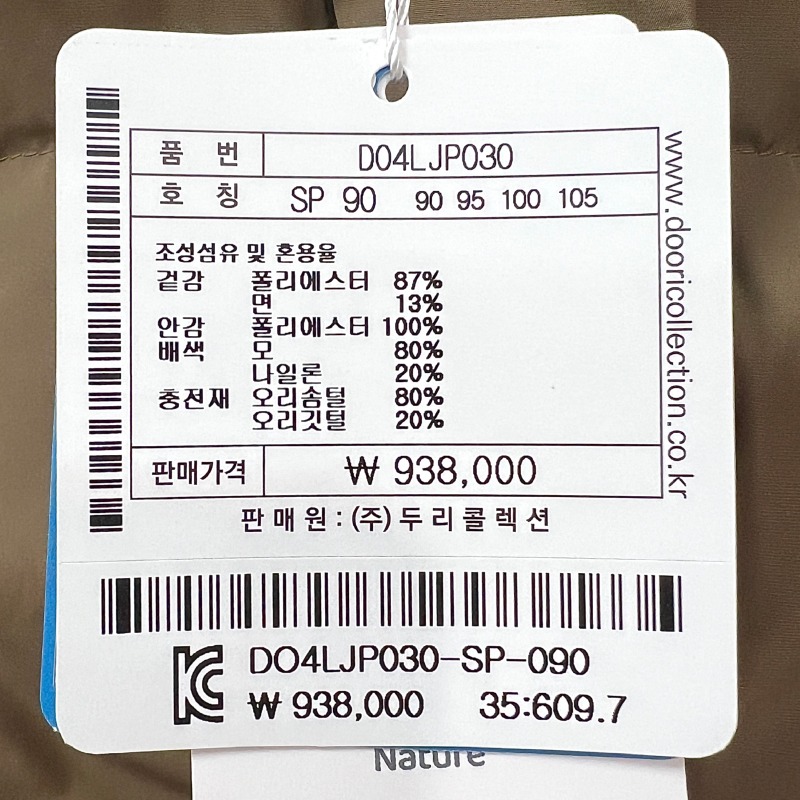 품 번 DO4LJP030
호 칭 SP 90 90 95 100 105
조성섬유 및 혼용율
겉감 폴리에스터 87%
면 13%
안감 폴리에스터 100%
배색 모 80%
나일론 20%
충전재 오리솜털 80%
오리깃털 20%
판매가격 ₩ 938,000
판매원 : (주)두리콜렉션
www.dooricollection.co.kr
DO4LJP030-SP-090
₩ 938,000 35:609.7
Nature